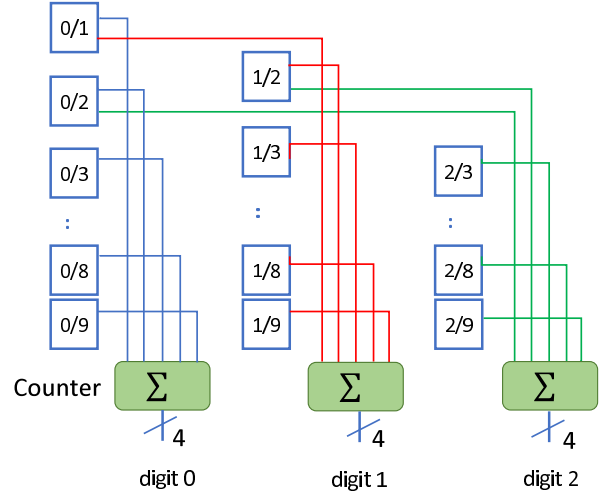 0/1
0/2
1/2
0/3
1/3
2/3
:
:
:
0/8
1/8
2/8
0/9
1/9
2/9
Counter
Σ
Σ
Σ
4
4
4
digit 0
digit 1
digit 2